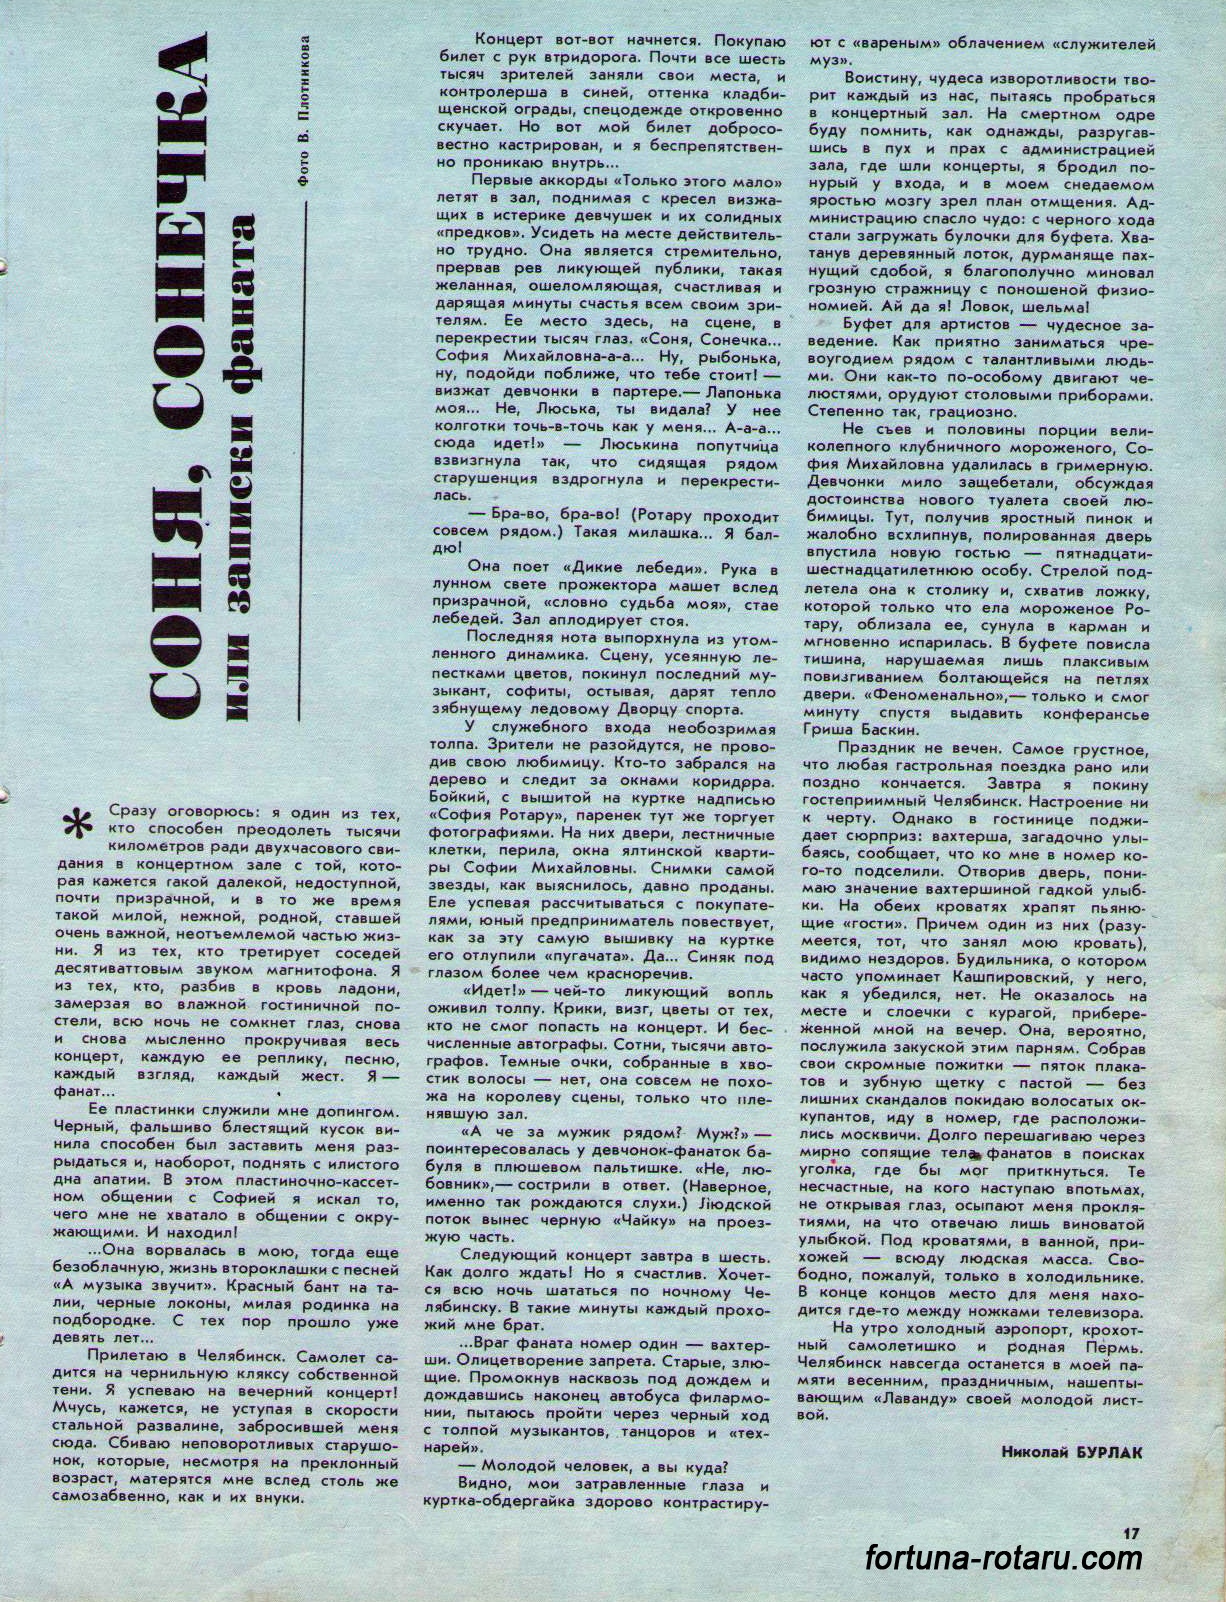 СОНЯ, СОНЕЧКА
или записки фаната
Фото В. Плотникова
* Сразу оговорюсь: я один из тех,
кто способен преодолеть тысячи
километров ради двухчасового сви-
дания в концертном зале с той, кото-
рая кажется такой далекой, недоступной,
почти призрачной, и в то же время
такой милой, нежной, родной, ставшей
очень важной, неотъемлемой частью жиз-
ни. Я из тех, кто третирует соседей
десятиваттовым звуком магнитофона. Я
из тех, кто, разбив в кровь ладони,
замерзая во влажной гостиничной по-
стели, всю ночь не сомкнет глаз, снова
и снова мысленно прокручивая весь
концерт, каждую ее реплику, песню,
каждый взгляд, каждый жест. Я —
фанат...
Ее пластинки служили мне допингом.
Черный, фальшиво блестящий кусок ви-
нила способен был заставить меня раз-
рыдаться и, наоборот, поднять с илистого
дна апатии. В этом пластиночно-кассет-
ном общении с Софией я искал то,
чего мне не хватало в общении с окру-
жающими. И находил!
...Она ворвалась в мою, тогда еще
безоблачную, жизнь второклашки с песней
«А музыка звучит». Красный бант на та-
лии, черные локоны, милая родинка на
подбородке. С тех пор прошло уже
девять лет...
Прилетаю в Челябинск. Самолет са-
дится на чернильную кляксу собственной
тени. Я успеваю на вечерний концерт!
Мчусь, кажется, не уступая в скорости
стальной развалине, забросившей меня
сюда. Сбиваю неповоротливых старушо-
нок, которые, несмотря на преклонный
возраст, матерятся мне вслед столь же
самозабвенно, как и их внуки.
Концерт вот-вот начнется. Покупаю
билет с рук втридорога. Почти все шесть
тысяч зрителей заняли свои места, и
контролерша в синей, оттенка кладби-
щенской ограды, спецодежде откровенно
скучает. Но вот мой билет добросо-
вестно кастрирован, и я беспрепятствен-
но проникаю внутрь...
Первые аккорды «Только этого мало»
летят в зал, поднимая с кресел визжа-
щих в истерике девчушек и их солидных
«предков». Усидеть на месте действитель-
но трудно. Она является стремительно,
прервав рев ликующей публики, такая
желанная, ошеломляющая, счастливая и
дарящая минуты счастья всем своим зри-
телям. Ее место здесь, на сцене, в
перекрестии тысяч глаз. «Соня, Сонечка...
София Михайловна-а-а... Ну, рыбонька,
ну, подойди поближе, что тебе стоит! —
визжат девчонки в партере.— Лапонька
моя... Не, Люська, ты видала? У нее
колготки точь-в-точь как у меня... А-а-а...
сюда идет!» — Люськина попутчица
взвизгнула так, что сидящая рядом
старушенция вздрогнула и перекрести-
лась.
— Бра-во, бра-во! (Ротару проходит
совсем рядом.) Такая милашка... Я бал-
дю!
Она поет «Дикие лебеди». Рука в
лунном свете прожектора машет вслед
призрачной, «словно судьба моя», стае
лебедей. Зал аплодирует стоя.
Последняя нота выпорхнула из утом-
ленного динамика. Сцену, усеянную ле-
пестками цветов, покинул последний му-
зыкант, софиты, остывая, дарят тепло
зябнущему ледовому Дворцу спорта.
У служебного входа необозримая
толпа. Зрители не разойдутся, не прово-
див свою любимицу. Кто-то забрался на
дерево и следит за окнами коридора.
Бойкий, с вышитой на куртке надписью
«София Ротару», паренек тут же торгует
фотографиями. На них двери, лестничные
клетки, перила, окна ялтинской кварти-
ры Софии Михайловны. Снимки самой
звезды, как выяснилось, давно проданы.
Еле успевая рассчитываться с покупате-
лями, юный предприниматель повествует,
как за эту самую вышивку на куртке
его отлупили «пугачата». Да... Синяк под
глазом более чем красноречив.
«Идет!» — чей-то ликующий вопль
оживил толпу. Крики, визг, цветы от тех,
кто не смог попасть на концерт. И бес-
численные автографы. Сотни, тысячи авто-
графов. Темные очки, собранные в хво-
стик волосы — нет, она совсем не похо-
жа на королеву сцены, только что пле-
нявшую зал.
«А че за мужик рядом? Муж?» —
поинтересовалась у девчонок-фанаток ба-
буля в плюшевом пальтишке. «Не, лю-
бовник»,— сострили в ответ. (Наверное,
именно так рождаются слухи.) Людской
поток вынес черную «Чайку» на проез-
жую часть.
Следующий концерт завтра в шесть.
Как долго ждать! Но я счастлив. Хочет-
ся всю ночь шататься по ночному Че-
лябинску. В такие минуты каждый прохо-
жий мне брат.
...Враг фаната номер один — вахтер-
ши. Олицетворение запрета. Старые, злю-
щие. Промокнув насквозь под дождем и
дождавшись наконец автобуса филармо-
нии, пытаюсь пройти через черный ход
с толпой музыкантов, танцоров и «тех-
нарей».
— Молодой человек, а вы куда?
Видно, мои затравленные глаза и
куртка-обдергайка здорово контрастиру-
ют с «вареным» облачением «служителей
муз».
Воистину, чудеса изворотливости тво-
рит каждый из нас, пытаясь пробраться
в концертный зал. На смертном одре
буду помнить, как однажды, разругав-
шись в пух и прах с администрацией
зала, где шли концерты, я бродил по-
нурый у входа, и в моем снедаемом
яростью мозгу зрел план отмщения. Ад-
министрацию спасло чудо: с черного хода
стали загружать булочки для буфета. Хва-
танув деревянный лоток, дурманяще пах-
нущий сдобой, я благополучно миновал
грозную стражницу с поношеной физио-
номией. Ай да я! Ловок, шельма!
Буфет для артистов — чудесное за-
ведение. Как приятно заниматься чре-
воугодием рядом с талантливыми людь-
ми. Они как-то по-особому двигают че-
люстями, орудуют столовыми приборами.
Степенно так, грациозно.
Не съев и половины порции вели-
колепного клубничного мороженого, Со-
фия Михайловна удалилась в гримерную.
Девчонки мило защебетали, обсуждая
достоинства нового туалета своей лю-
бимицы. Тут, получив яростный пинок и
жалобно всхлипнув, полированная дверь
впустила новую гостью — пятнадцати-
шестнадцатилетнюю особу. Стрелой под-
летела она к столику и, схватив ложку,
которой только что ела мороженое Ро-
тару, облизала ее, сунула в карман и
мгновенно испарилась. В буфете повисла
тишина, нарушаемая лишь плаксивым
повизгиванием болтающейся на петлях
двери. «Феноменально»,— только и смог
минуту спустя выдавить конферансье
Гриша Баскин.
Праздник не вечен. Самое грустное,
что любая гастрольная поездка рано или
поздно кончается. Завтра я покину
гостеприимный Челябинск. Настроение ни
к черту. Однако в гостинице поджи-
дает сюрприз: вахтерша, загадочно улы-
баясь, сообщает, что ко мне в номер ко-
го-то подселили. Отворив дверь, пони-
маю значение вахтершиной гадкой улыб-
ки. На обеих кроватях храпят пьяню-
щие «гости». Причем один из них (разу-
меется, тот, что занял мою кровать),
видимо нездоров. Будильника, о котором
часто упоминает Кашпировский, у него,
как я убедился, нет. Не оказалось на
месте и слоечки с курагой, прибере-
женной мной на вечер. Она, вероятно,
послужила закуской этим парням. Собрав
свои скромные пожитки — пяток плака-
тов и зубную щетку с пастой — без
лишних скандалов покидаю волосатых ок-
купантов, иду в номер, где расположи-
лись москвичи. Долго перешагиваю через
мирно сопящие тела фанатов в поисках
уголка, где бы мог приткнуться. Те
несчастные, на кого наступаю впотьмах,
не открывая глаз, осыпают меня прокля-
тиями, на что отвечаю лишь виноватой
улыбкой. Под кроватями, в ванной, при-
хожей — всюду людская масса. Сво-
бодно, пожалуй, только в холодильнике.
В конце концов место для меня нахо-
дится где-то между ножками телевизора.
На утро холодный аэропорт, крохот-
ный самолетишко и родная Пермь.
Челябинск навсегда останется в моей па-
мяти весенним, праздничным, нашепты-
вающим «Лаванду» своей молодой лист-
вой.
Николай БУРЛАК
17
fortuna-rotaru.com